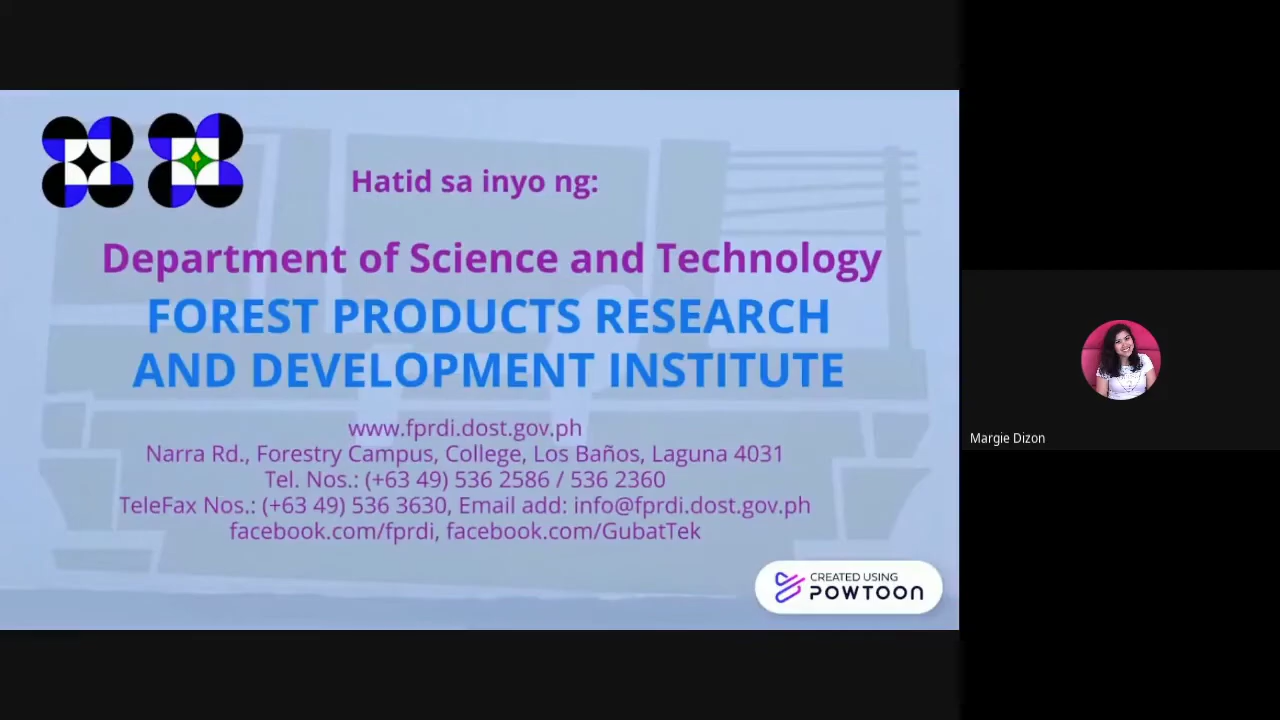 Hatid sa inyo ng:
Department of Science and Technology
FOREST PRODUCTS RESEARCH
AND DEVELOPMENT INSTITUTE
www.fprdi.dost.gov.ph
Narra Rd., Forestry Campus, College, Los Baños, Laguna 4031
Tel. Nos.: (+63 49) 536 2586 / 536 2360
TeleFax Nos.: (+63 49) 536 3630, Email add: info@fprdi.dost.gov.ph
facebook.com/fprdi, facebook.com/GubatTek
CREATED USING
POWTOON
Margie Dizon